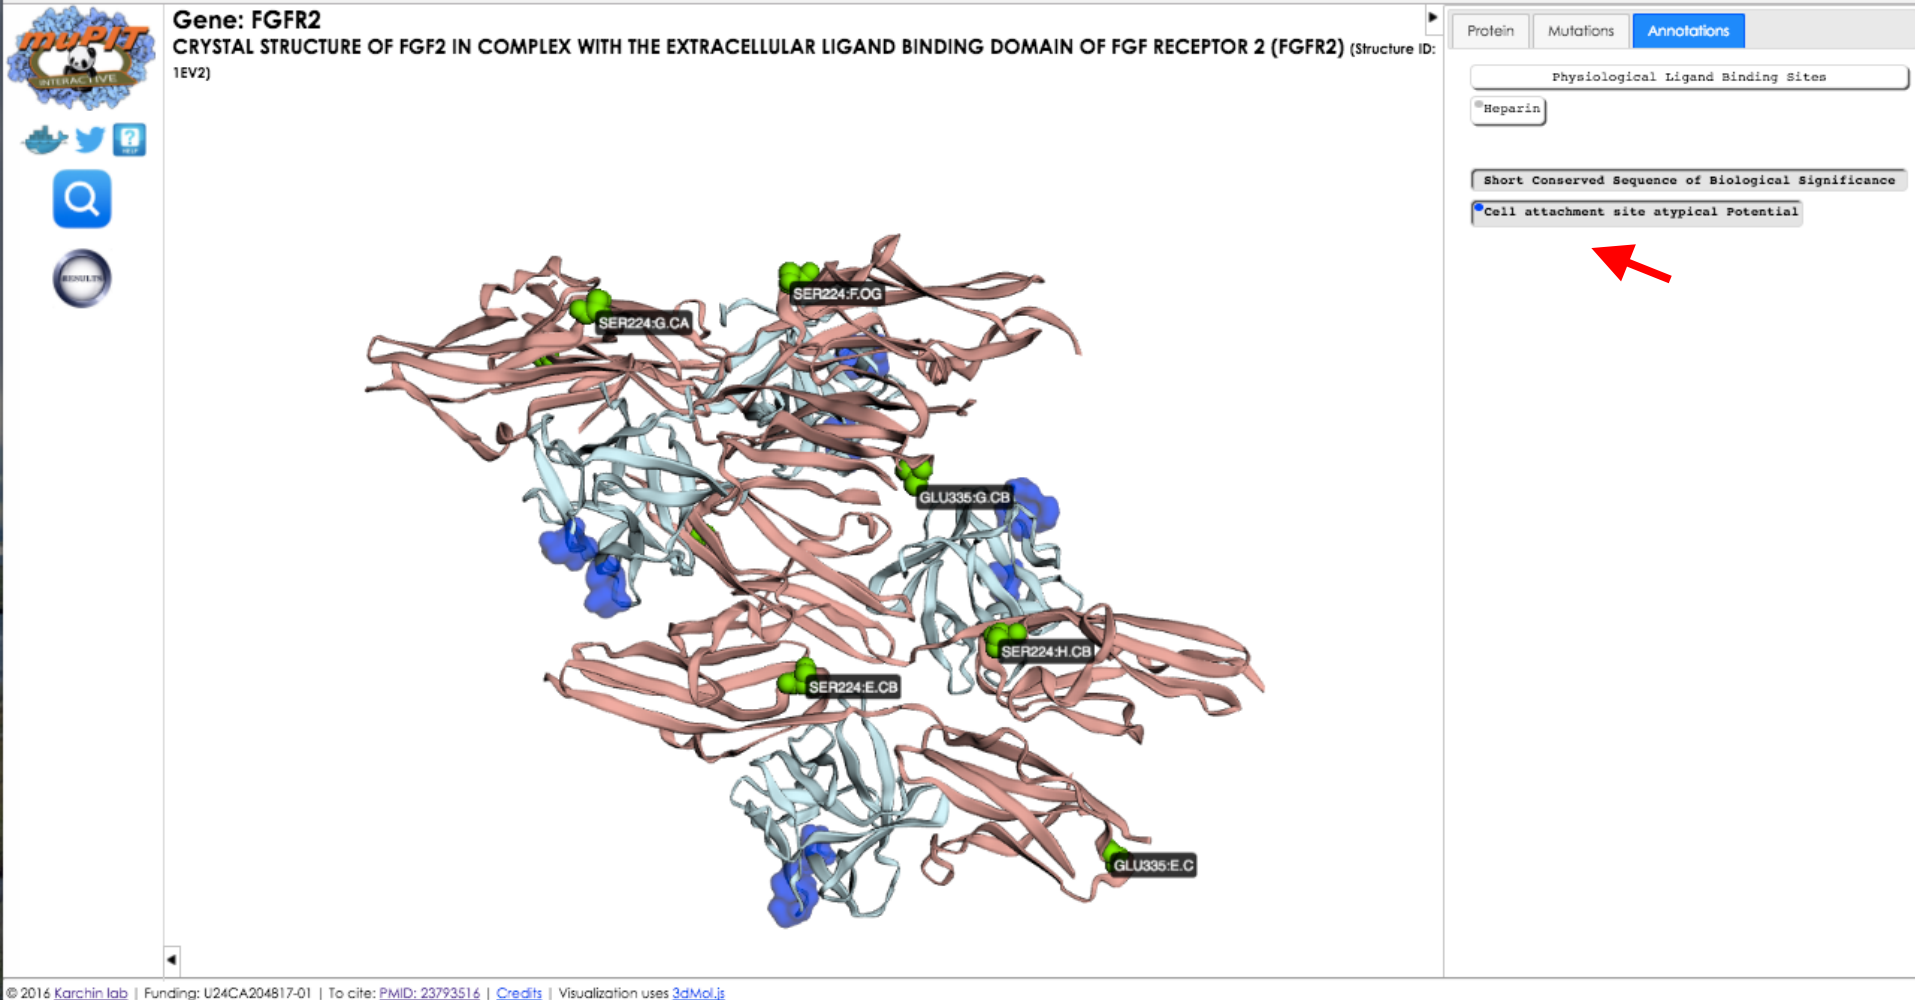 muPIT
INTERACTIVE
HELP
RESULTS
Gene: FGFR2
CRYSTAL STRUCTURE OF FGF2 IN COMPLEX WITH THE EXTRACELLULAR LIGAND BINDING DOMAIN OF FGF RECEPTOR 2 (FGFR2) (Structure ID:
1EV2)
SER224:F.OG
SER224:G.CA
GLU335:G.CB
SER224:H.CB
SER224:E.CB
GLU335:E.C
Protein
Mutations
Annotations
Physiological Ligand Binding Sites
Heparin
Short Conserved Sequence of Biological Significance
Cell attachment site atypical Potential
© 2016 Karchin lab | Funding: U24CA204817-01 | To cite: PMID: 23793516 | Credits | Visualization uses 3dMol.js